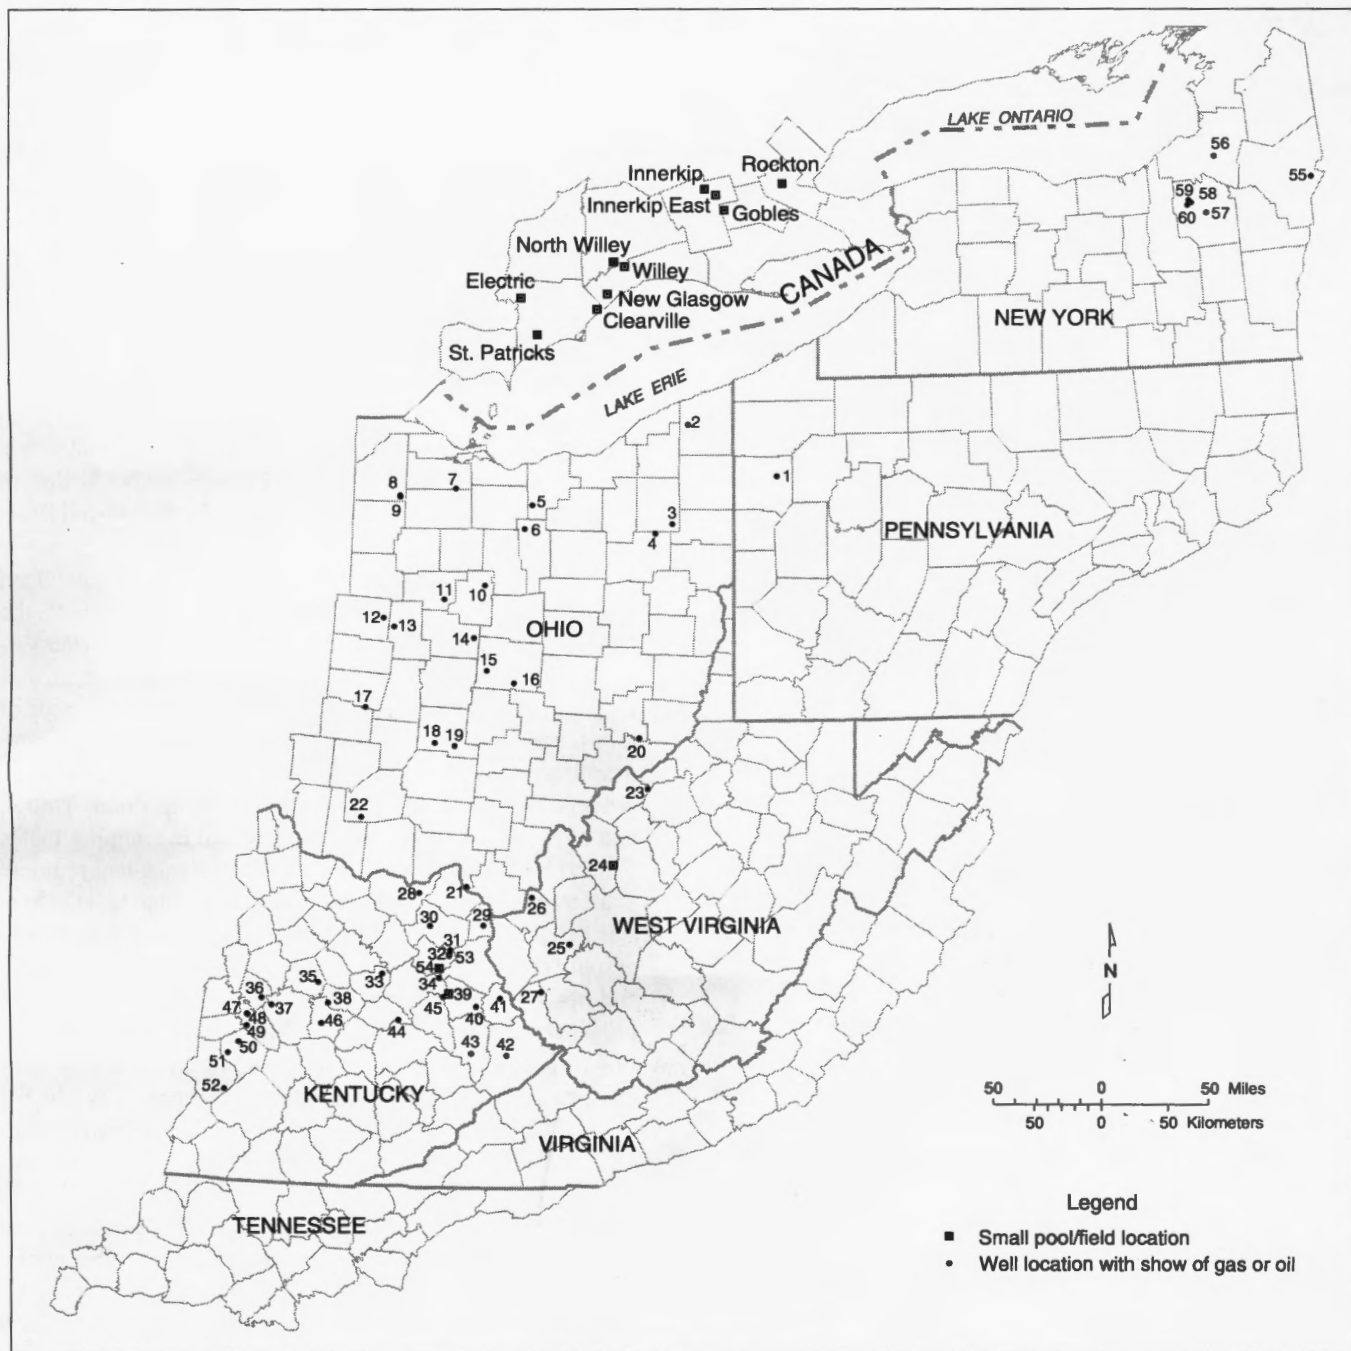 LAKE ONTARIO
56
Rockton
Innerkip
55
Innerkip East
Gobles
59
58
60
57
North Willey
Willey
CANADA
Electric
New Glasgow
Clearville
NEW YORK
St. Patricks
LAKE ERIE
2
1
8
7
9
5
6
3
4
PENNSYLVANIA
11
10
12
13
OHIO
14
15
16
17
18
19
20
23
22
24
28
21
26
30
29
WEST VIRGINIA
31
32
53
25
54
35
33
34
36
39
27
47
37
38
45
41
48
40
49
46
44
50
43
42
51
52
KENTUCKY
VIRGINIA
TENNESSEE
N
50 0 50 Miles
50 0 50 Kilometers
Legend
Small pool/field location
Well location with show of gas or oil